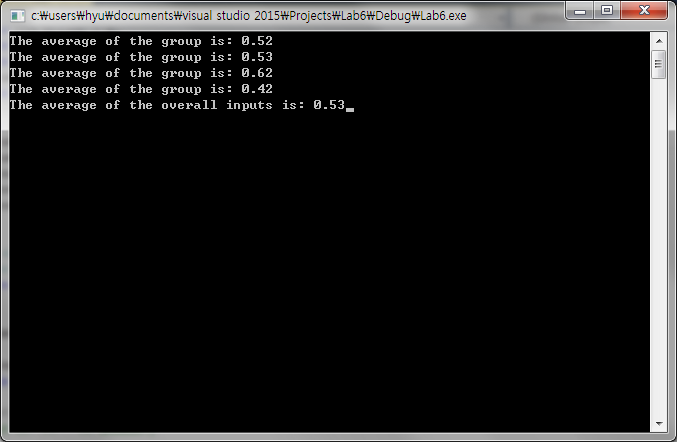 c:₩users₩hyu₩documents₩visual studio 2015₩Projects₩Lab6₩Debug₩Lab6.exe
The average of the group is: 0.52
The average of the group is: 0.53
The average of the group is: 0.62
The average of the group is: 0.42
The average of the overall inputs is: 0.53